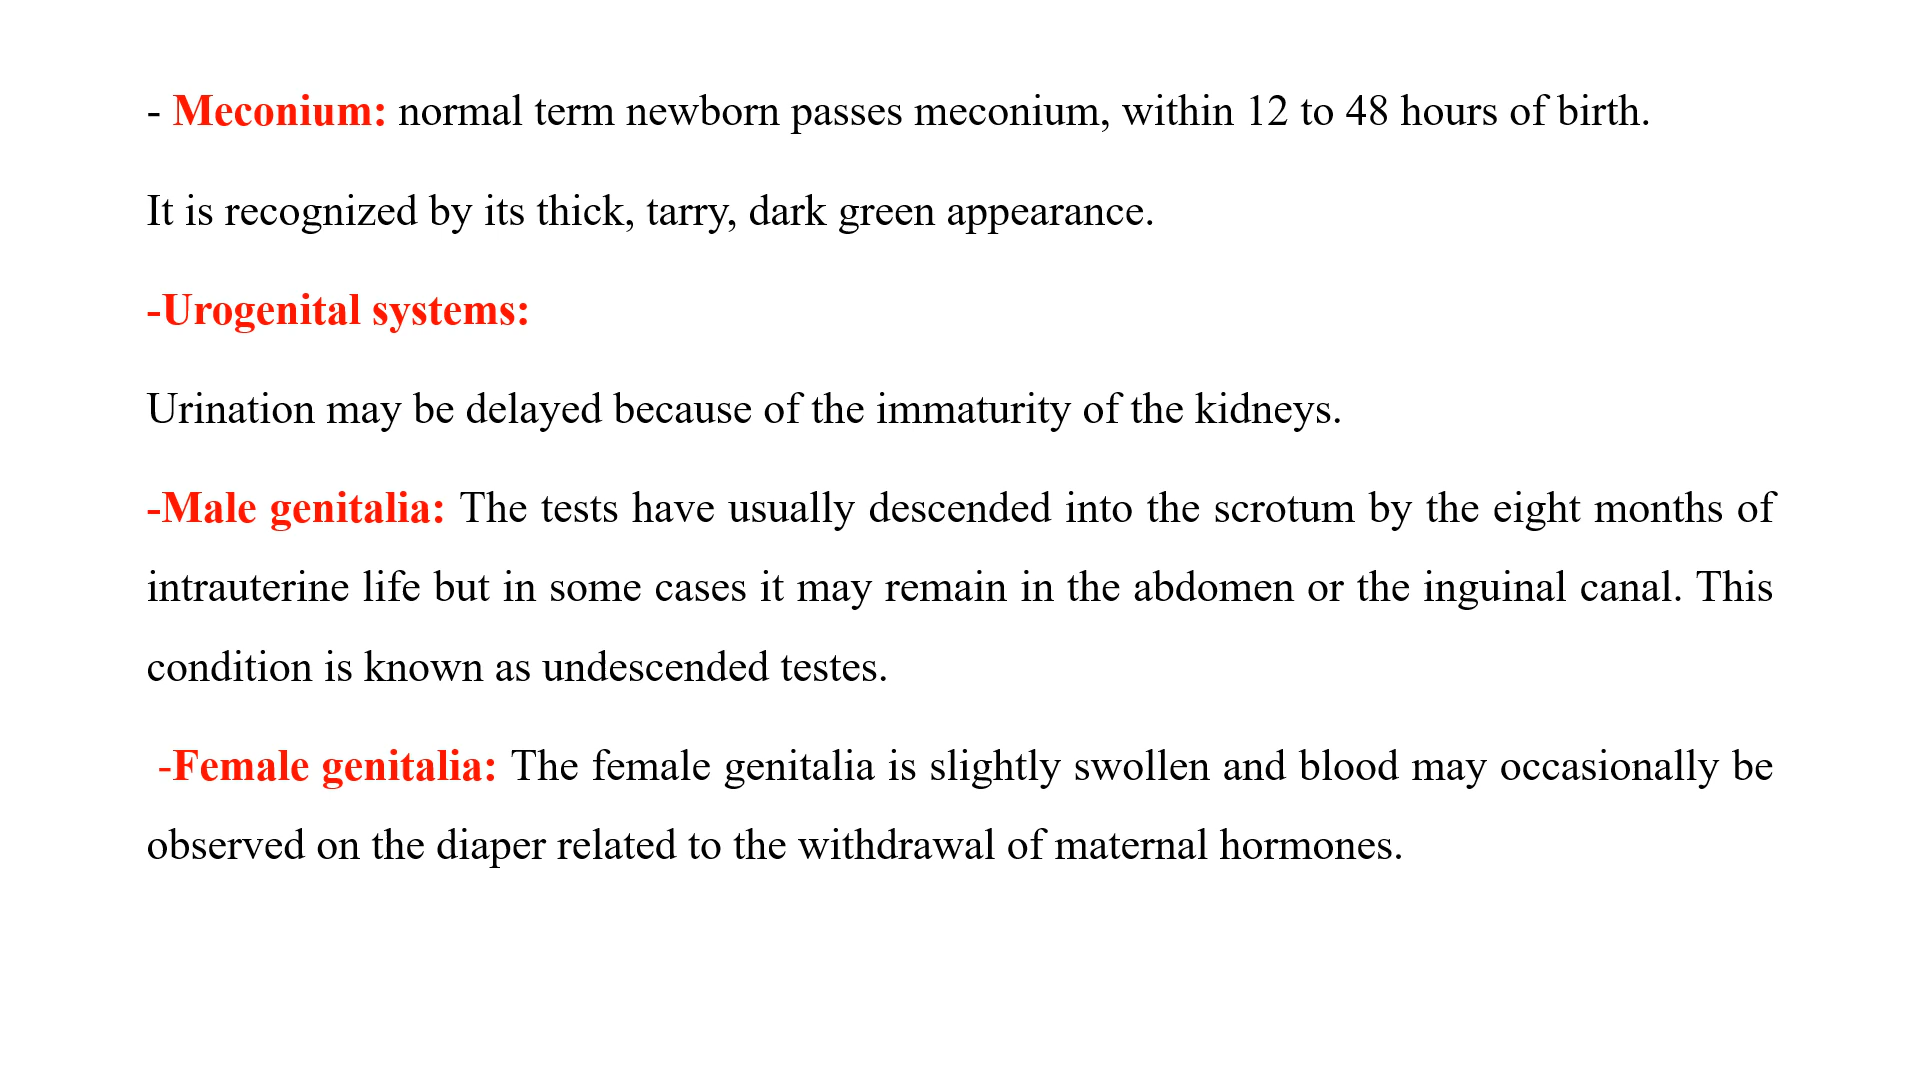 - Meconium: normal term newborn passes meconium, within 12 to 48 hours of birth.
It is recognized by its thick, tarry, dark green appearance.
-Urogenital systems:
Urination may be delayed because of the immaturity of the kidneys.
-Male genitalia: The tests have usually descended into the scrotum by the eight months of
intrauterine life but in some cases it may remain in the abdomen or the inguinal canal. This
condition is known as undescended testes.
-Female genitalia: The female genitalia is slightly swollen and blood may occasionally be
observed on the diaper related to the withdrawal of maternal hormones.